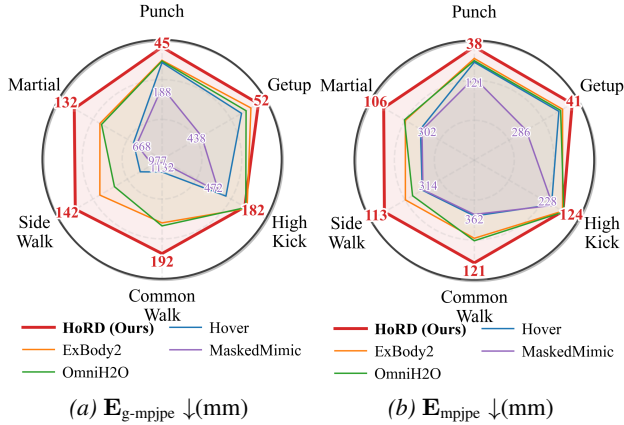 Punch
45
Getup
52
High
Kick
182
Common
Walk
192
Side
Walk
142
Martial
132
188
438
472
1132
977
668
HoRD (Ours)
Hover
ExBody2
MaskedMimic
OmniH2O
(a) E_g-mpjpe ↓(mm)
Punch
38
Getup
41
High
Kick
124
Common
Walk
121
Side
Walk
113
Martial
106
121
286
228
362
314
302
HoRD (Ours)
Hover
ExBody2
MaskedMimic
OmniH2O
(b) E_mpjpe ↓(mm)